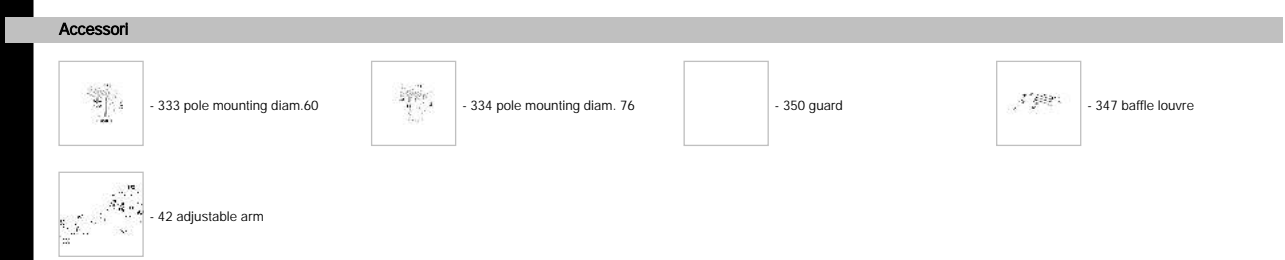 Accessori
- 333 pole mounting diam.60
- 334 pole mounting diam. 76
- 350 guard
- 347 baffle louvre
- 42 adjustable arm